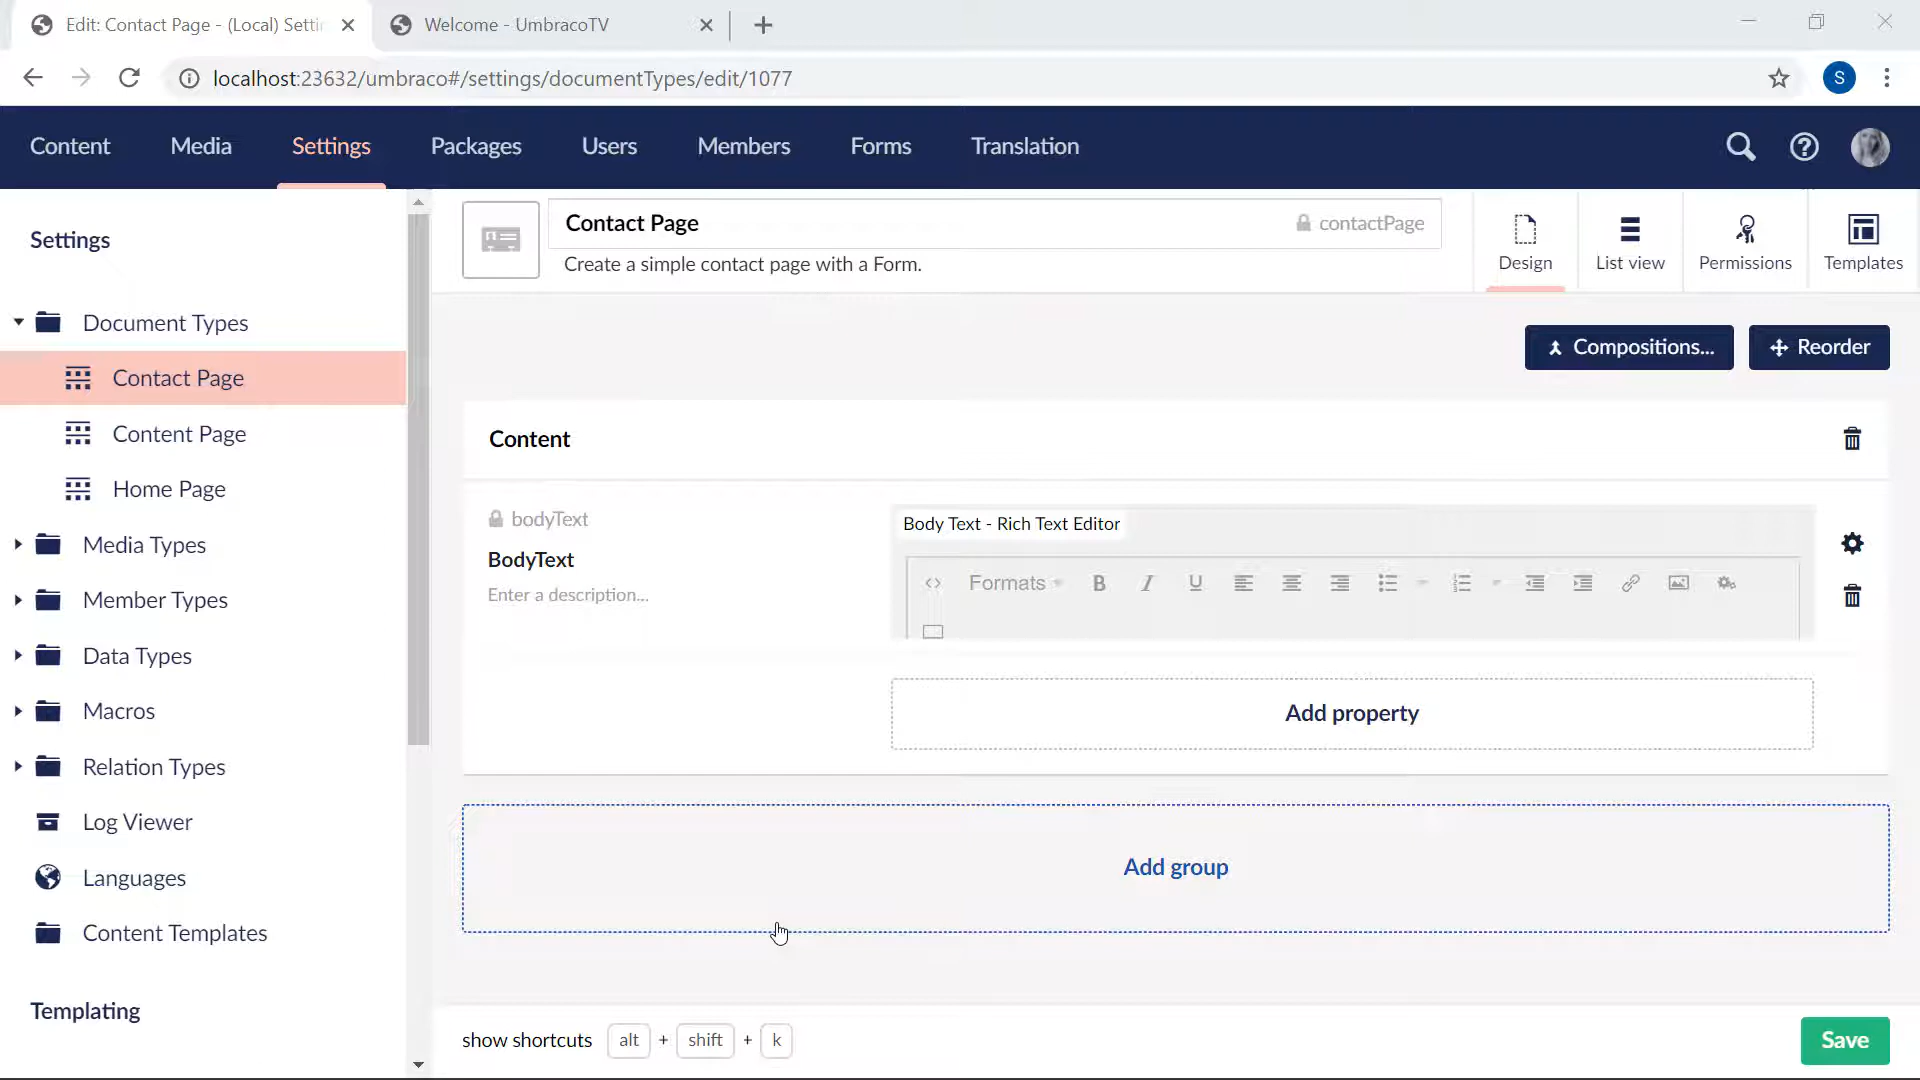 Edit: Contact Page - (Local) Setti
Welcome - UmbracoTV
localhost:23632/umbraco#/settings/documentTypes/edit/1077
S
Content
Media
Settings
Packages
Users
Members
Forms
Translation
Settings
Document Types
Contact Page
Content Page
Home Page
Media Types
Member Types
Data Types
Macros
Relation Types
Log Viewer
Languages
Content Templates
Templating
Contact Page
contactPage
Create a simple contact page with a Form.
Design
List view
Permissions
Templates
Compositions...
Reorder
Content
bodyText
BodyText
Enter a description...
Body Text - Rich Text Editor
Formats
B
I
U
Add property
Add group
show shortcuts alt + shift + k
Save